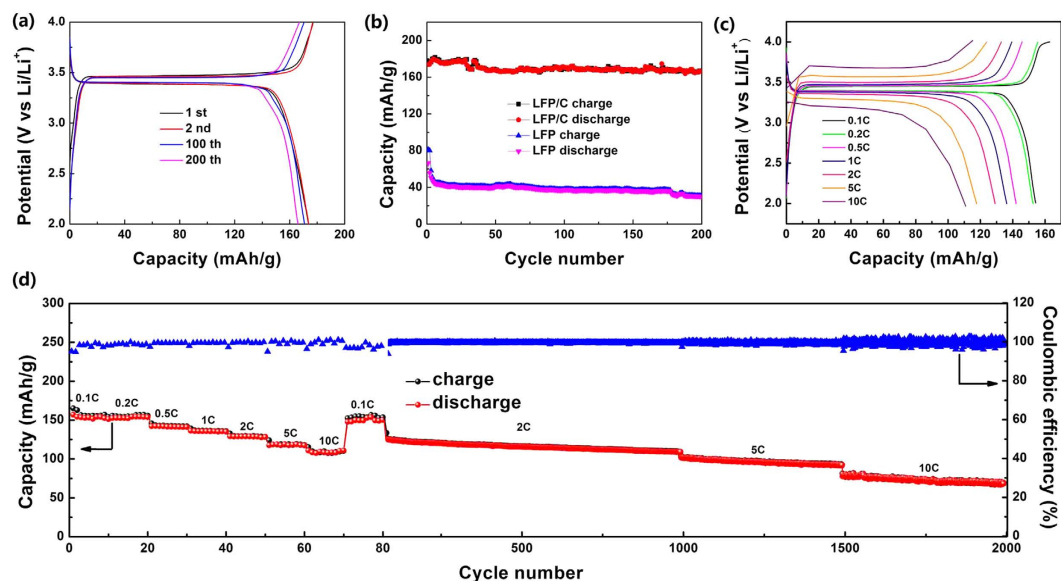 (a)
4.0
3.5
3.0
2.5
2.0
Potential (V vs Li/Li⁺)
1 st
2 nd
100 th
200 th
0 40 80 120 160 200
Capacity (mAh/g)
(b)
200
160
120
80
40
0
Capacity (mAh/g)
LFP/C charge
LFP/C discharge
LFP charge
LFP discharge
0 50 100 150 200
Cycle number
(c)
4.0
3.5
3.0
2.5
2.0
Potential (V vs Li/Li⁺)
0.1C
0.2C
0.5C
1C
2C
5C
10C
0 20 40 60 80 100 120 140 160
Capacity (mAh/g)
(d)
300
250
200
150
100
50
0
Capacity (mAh/g)
charge
discharge
0.1C
0.2C
0.5C
1C
2C
5C
10C
0.1C
2C
5C
10C
120
100
80
60
40
20
0
Coulombic efficiency (%)
0 20 40 60 80 500 1000 1500 2000
Cycle number